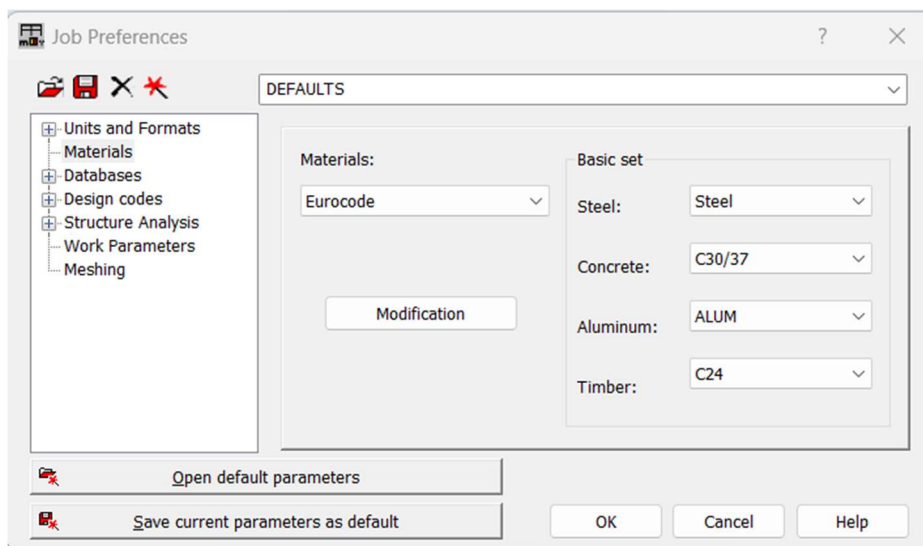 Job Preferences
DEFAULTS
Units and Formats
Materials
Databases
Design codes
Structure Analysis
Work Parameters
Meshing
Materials:
Eurocode
Modification
Basic set
Steel:
Steel
Concrete:
C30/37
Aluminum:
ALUM
Timber:
C24
Open default parameters
Save current parameters as default
OK
Cancel
Help